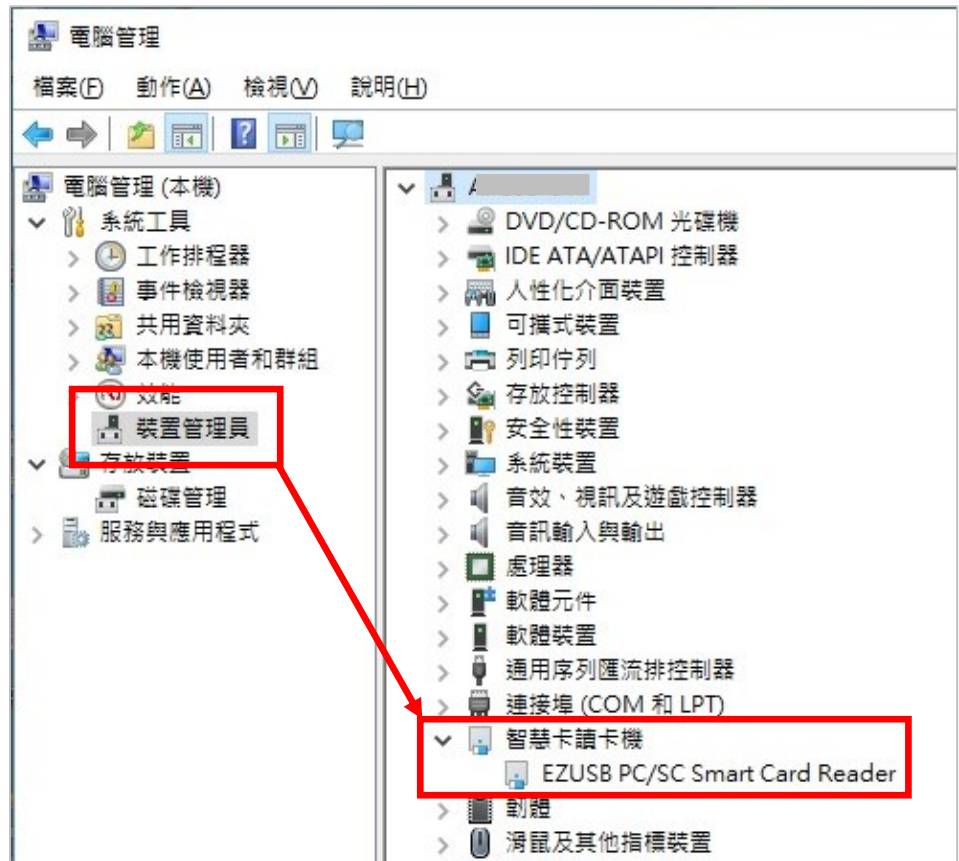 電腦管理
檔案(F) 動作(A) 檢視(V) 說明(H)
電腦管理 (本機)
系統工具
工作排程器
事件檢視器
共用資料夾
本機使用者和群組
效能
裝置管理員
存放裝置
磁碟管理
服務與應用程式
DVD/CD-ROM 光碟機
IDE ATA/ATAPI 控制器
人性化介面裝置
可攜式裝置
列印佇列
存放控制器
安全性裝置
系統裝置
音效、視訊及遊戲控制器
音訊輸入與輸出
處理器
軟體元件
軟體裝置
通用序列匯流排控制器
連接埠 (COM 和 LPT)
智慧卡讀卡機
EZUSB PC/SC Smart Card Reader
韌體
滑鼠及其他指標裝置